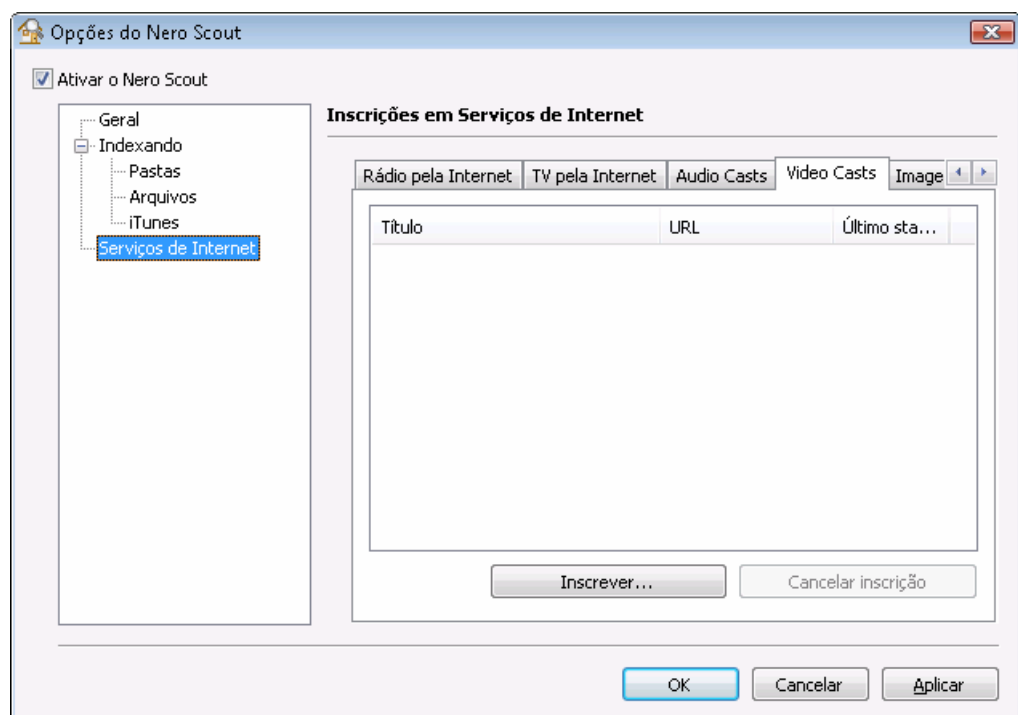 Opções do Nero Scout
Ativar o Nero Scout
Geral
Indexando
Pastas
Arquivos
iTunes
Serviços de Internet
Inscrições em Serviços de Internet
Rádio pela Internet TV pela Internet Audio Casts Video Casts Image
Título URL Último sta...
Inscrever... Cancelar inscrição
OK Cancelar Aplicar